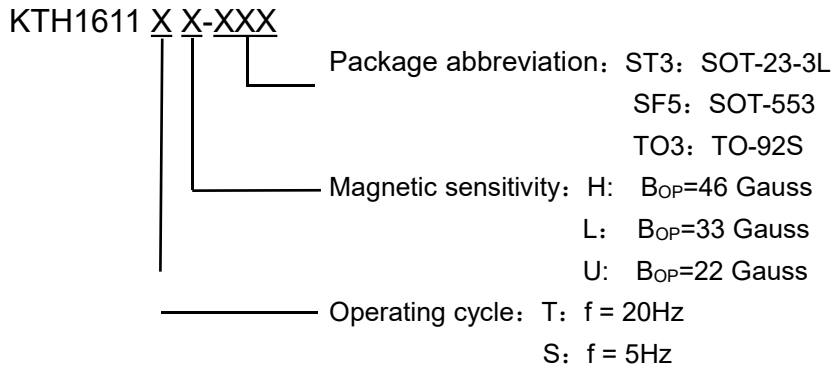 KTH1611 X X-XXX
Package abbreviation：ST3：SOT-23-3L
SF5：SOT-553
TO3：TO-92S
Magnetic sensitivity：H: BOP=46 Gauss
L： BOP=33 Gauss
U: BOP=22 Gauss
Operating cycle：T：f = 20Hz
S：f = 5Hz